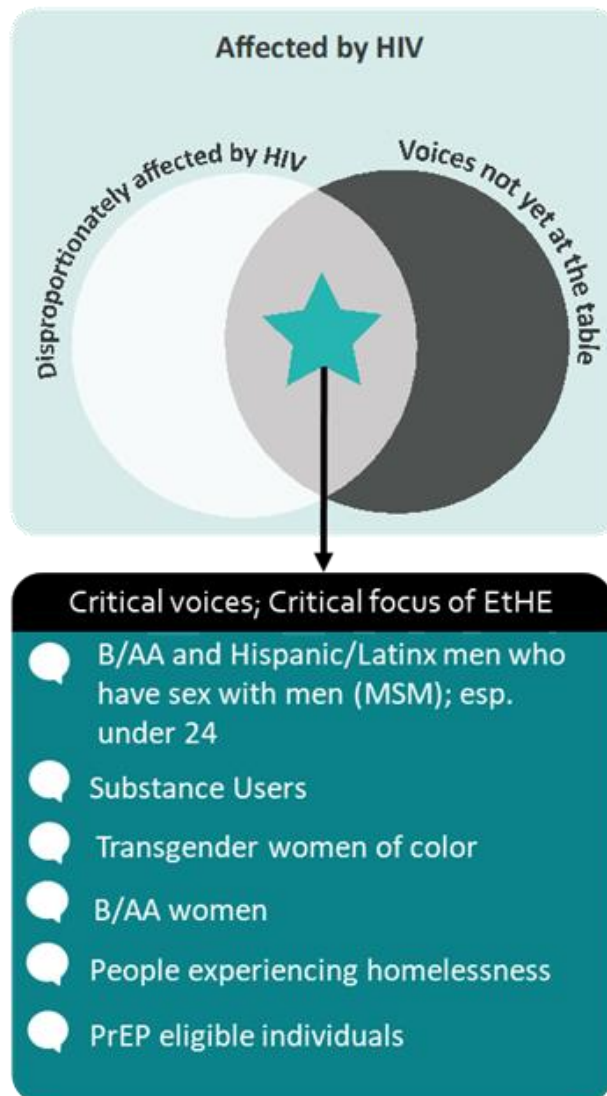 Affected by HIV
Disproportionately affected by HIV
Voices not yet at the table
Critical voices; Critical focus of EtHE
B/AA and Hispanic/Latinx men who
have sex with men (MSM); esp.
under 24
Substance Users
Transgender women of color
B/AA women
People experiencing homelessness
PrEP eligible individuals